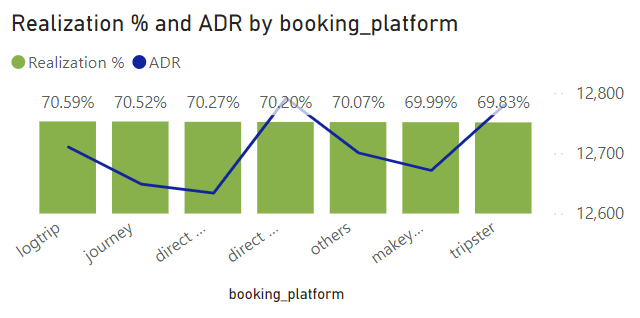 Realization % and ADR by booking_platform
Realization % ADR
70.59% 70.52% 70.27% 70.20% 70.07% 69.99% 69.83%
12,800
12,700
12,600
logtrip journey direct ... direct ... others makey... tripster
booking_platform